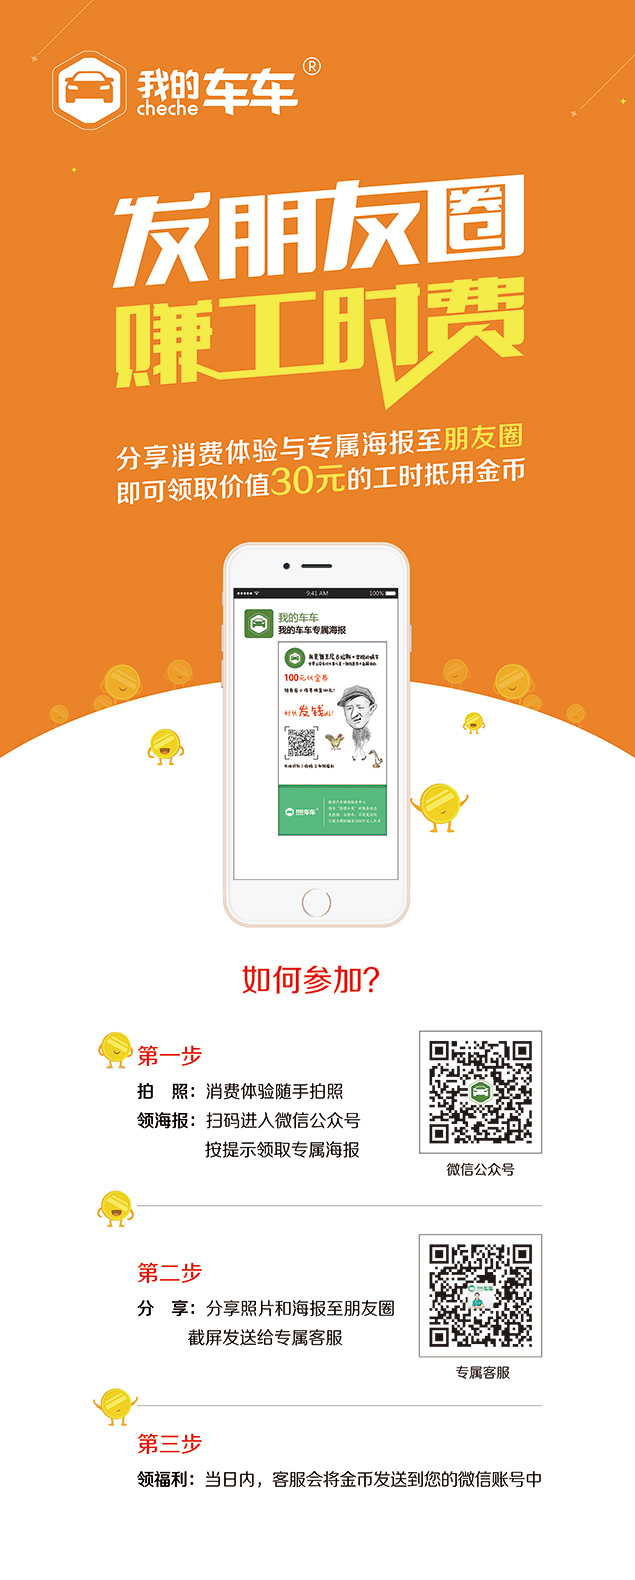 我的车车®
cheche
发朋友圈
赚工时费
分享消费体验与专属海报至朋友圈
即可领取价值30元的工时抵用金币
9:41 AM 100%
我的车车
我的车车专属海报
100元代金券
发钱啦!
我的车车
如何参加?
第一步
拍 照：消费体验随手拍照
领海报：扫码进入微信公众号
按提示领取专属海报
微信公众号
第二步
分 享：分享照片和海报至朋友圈
截屏发送给专属客服
专属客服
第三步
领福利：当日内，客服会将金币发送到您的微信账号中